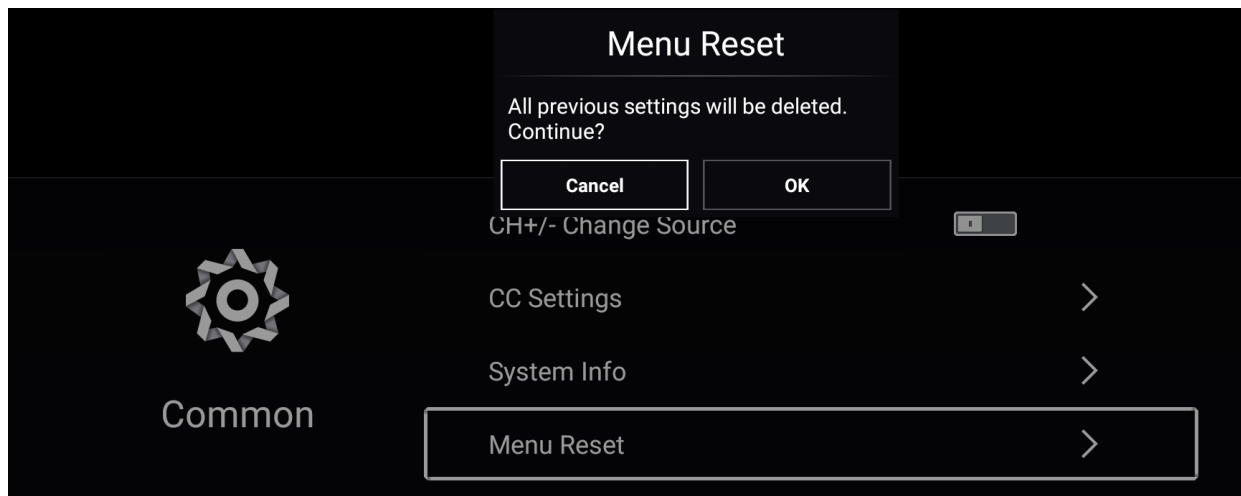 Menu Reset
All previous settings will be deleted.
Continue?
Cancel
OK
CH+/- Change Source
CC Settings
System Info
Common
Menu Reset